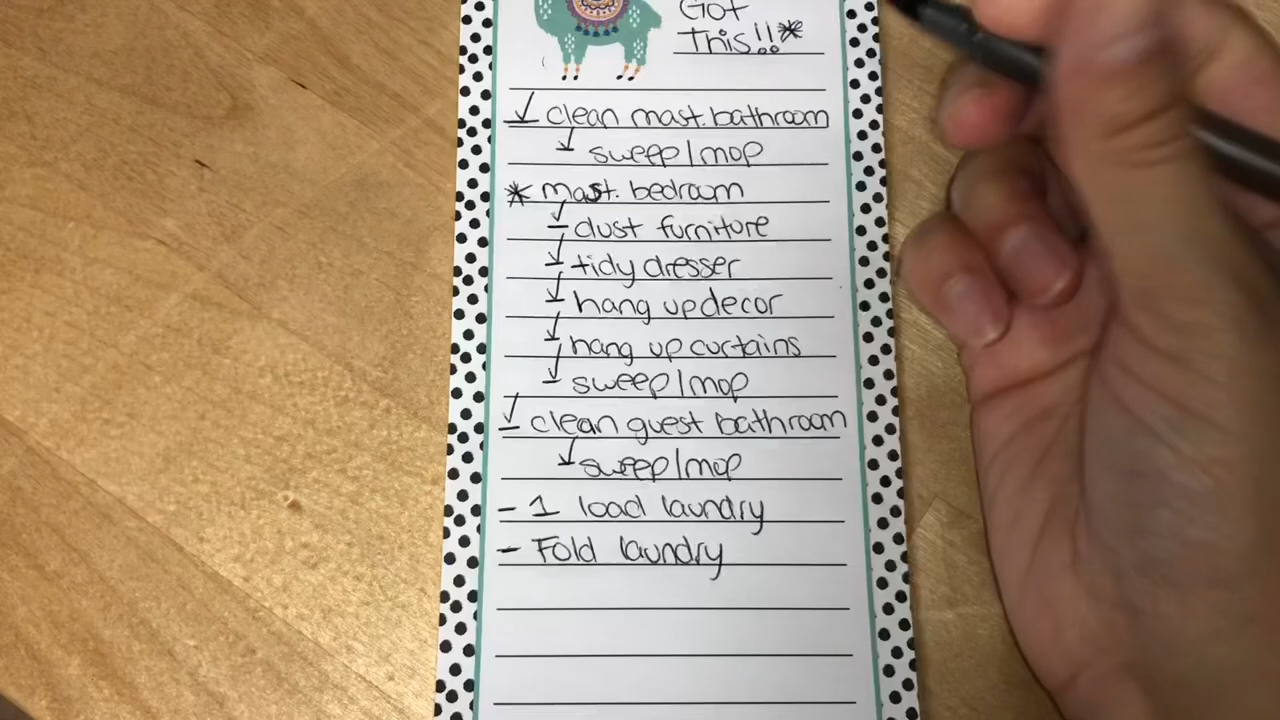 Got
This!!*
clean mast. bathroom
sweep/mop
* mast. bedroom
dust furniture
tidy dresser
hang up decor
hang up curtains
sweep/mop
clean guest bathroom
sweep/mop
- 1 load laundry
- Fold laundry